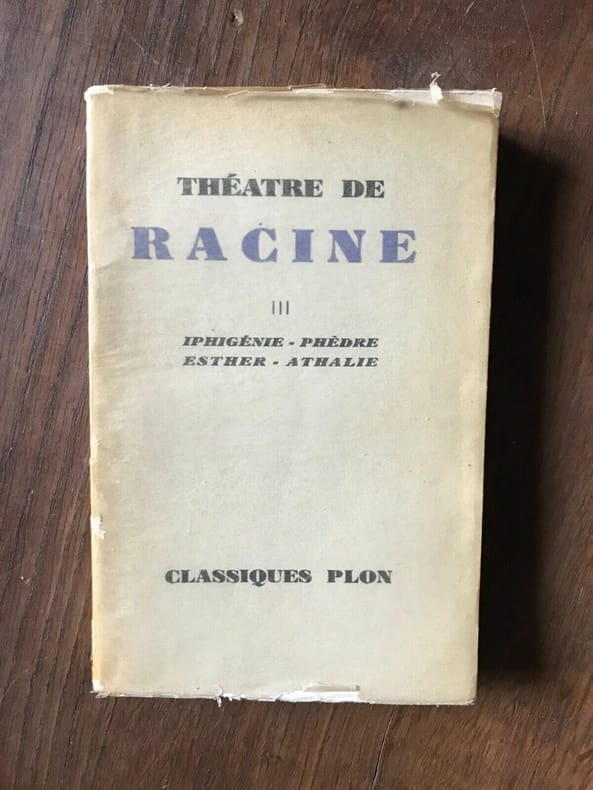 THÉATRE DE
RACINE
III
IPHIGÉNIE - PHÈDRE
ESTHER - ATHALIE
CLASSIQUES PLON